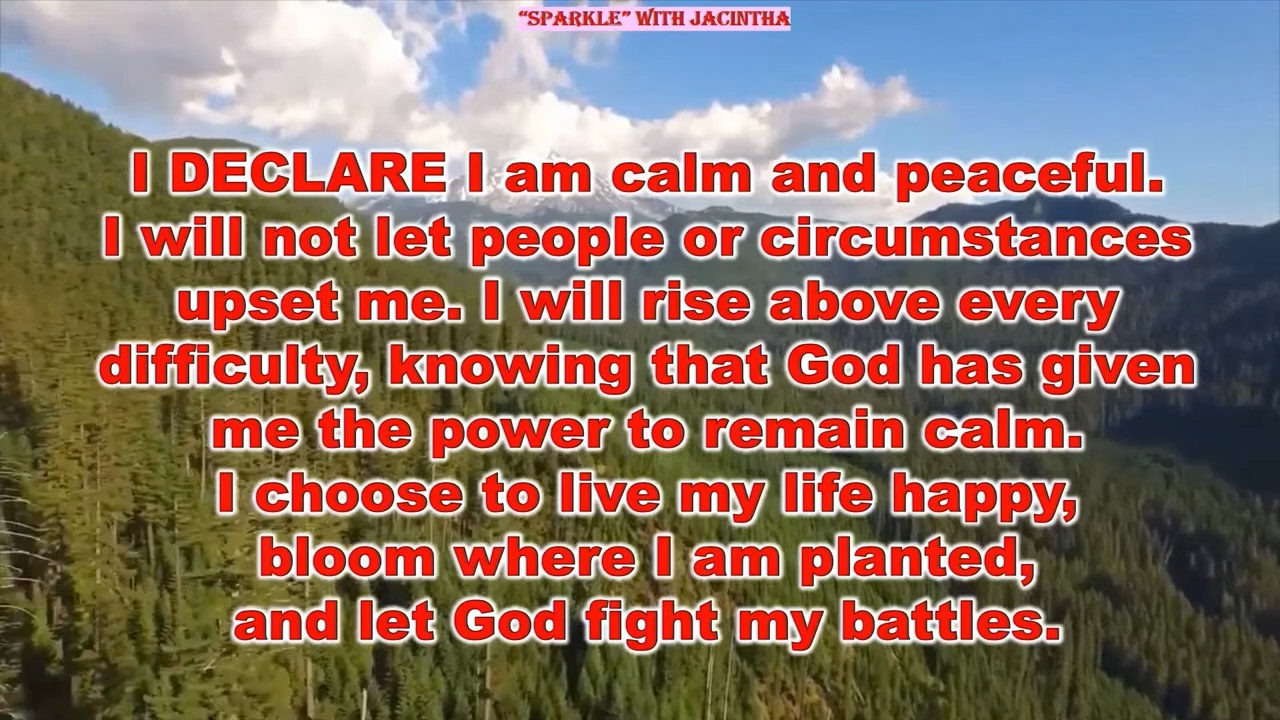 “SPARKLE” WITH JACINTHA
I DECLARE I am calm and peaceful.
I will not let people or circumstances
upset me. I will rise above every
difficulty, knowing that God has given
me the power to remain calm.
I choose to live my life happy,
bloom where I am planted,
and let God fight my battles.